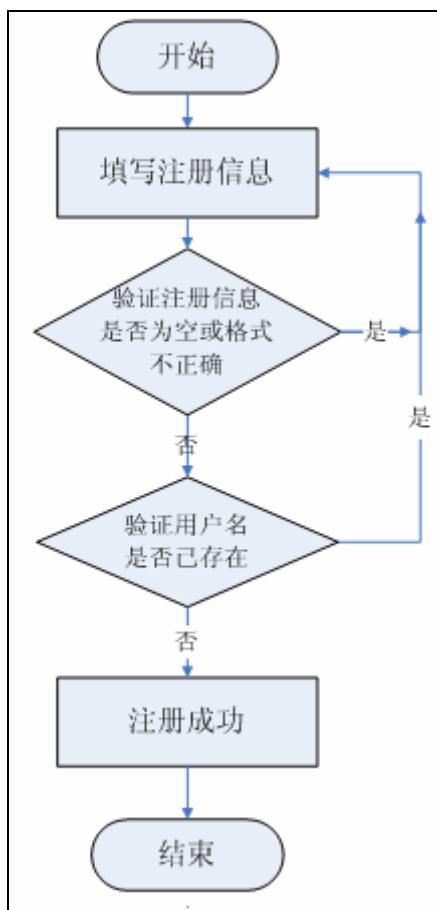 开始
填写注册信息
验证注册信息
是否为空或格式
不正确
是
是
否
验证用户名
是否己存在
否
注册成功
结束